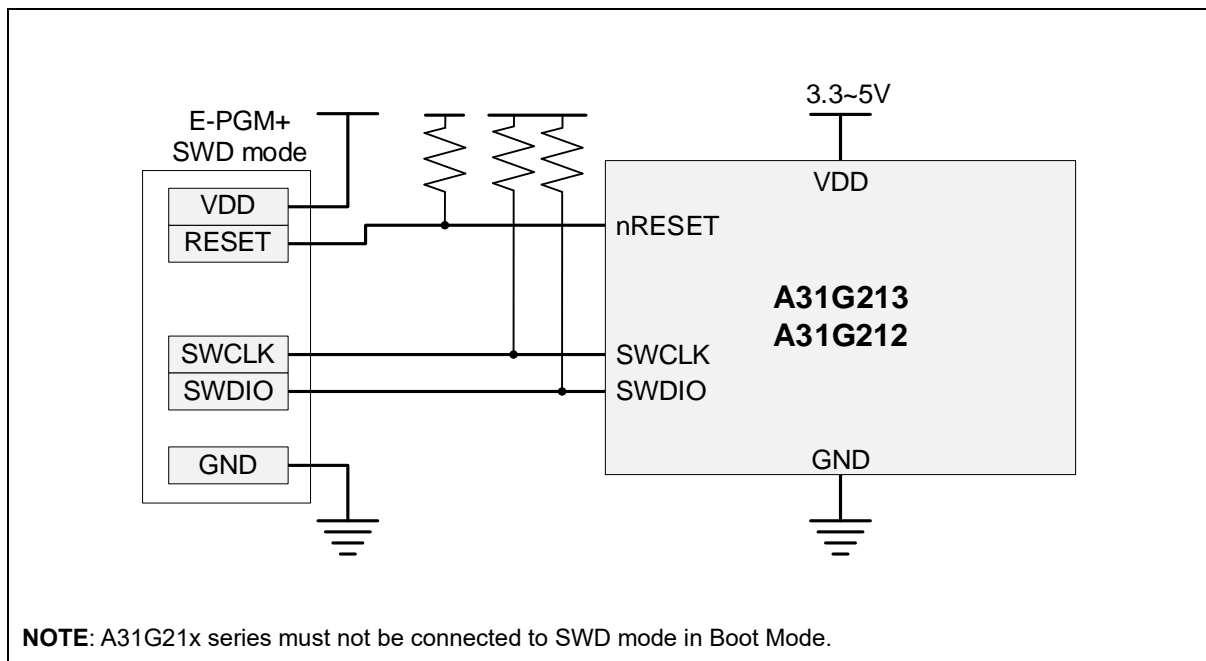 3.3~5V
E-PGM+
SWD mode
VDD
VDD
RESET
nRESET
A31G213
A31G212
SWCLK
SWCLK
SWDIO
SWDIO
GND
GND
NOTE: A31G21x series must not be connected to SWD mode in Boot Mode.